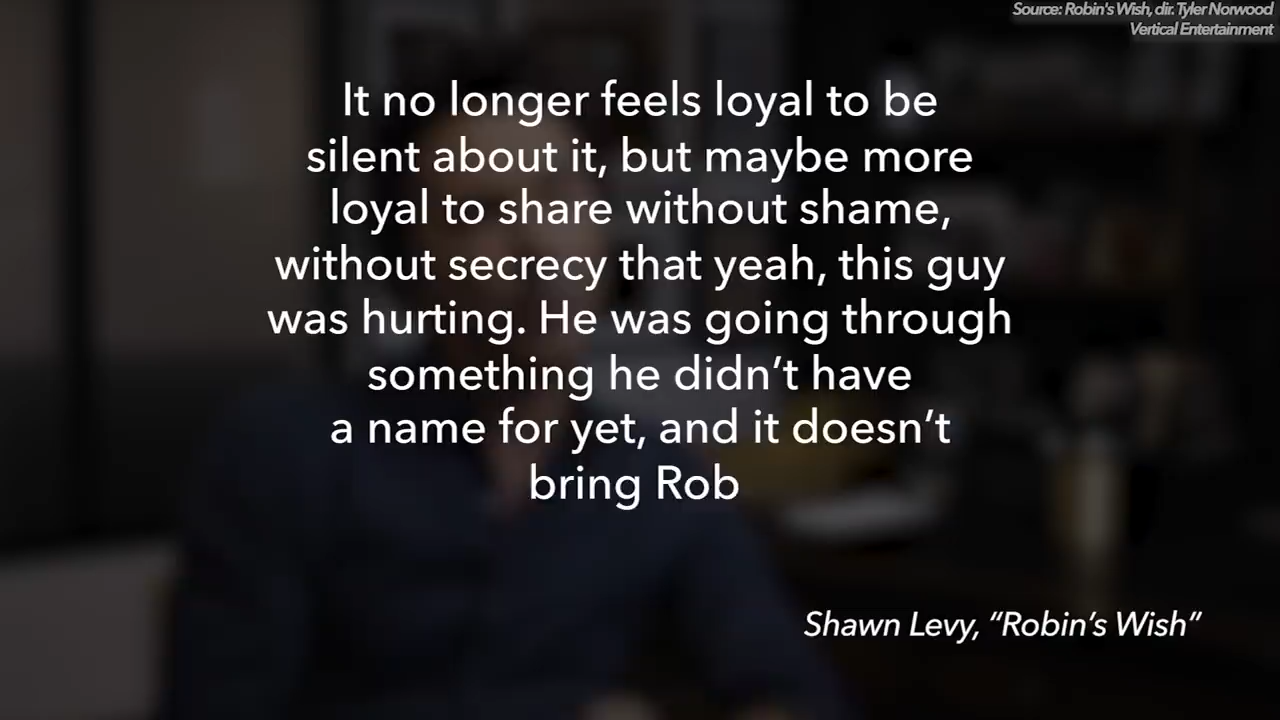 Source: Robin's Wish, dir. Tyler Norwood
Vertical Entertainment
It no longer feels loyal to be
silent about it, but maybe more
loyal to share without shame,
without secrecy that yeah, this guy
was hurting. He was going through
something he didn’t have
a name for yet, and it doesn’t
bring Rob
Shawn Levy, “Robin’s Wish”